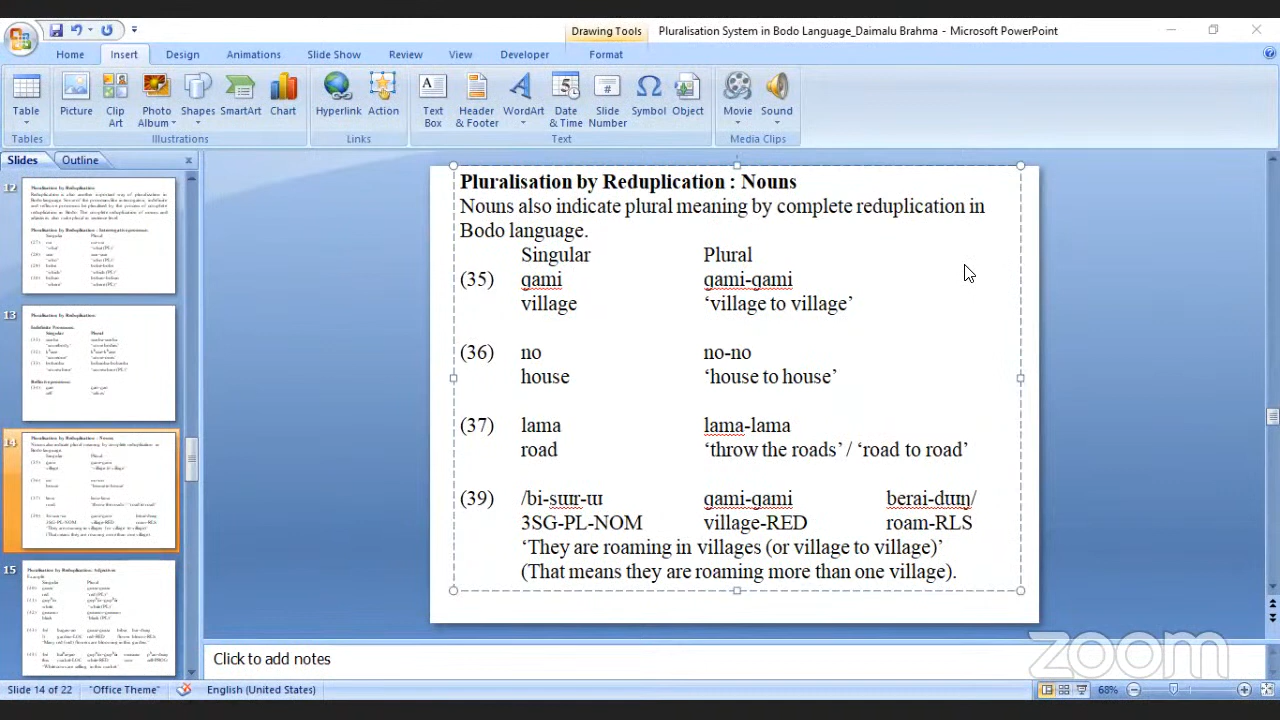 Drawing Tools
Pluralisation System in Bodo Language_Daimalu Brahma - Microsoft PowerPoint
Home Insert Design Animations Slide Show Review View Developer Format
Table Picture Clip Art Photo Album Shapes SmartArt Chart Hyperlink Action Text Box Header & Footer WordArt Date & Time Slide Number Symbol Object Movie Sound
Tables Illustrations Links Text Media Clips
Slides Outline
12
13
14
15
Pluralisation by Reduplication : Nouns
Nouns also indicate plural meaning by complete reduplication in
Bodo language.
Singular Plural
(35) gami gami-gami
village ‘village to village’
(36) no no-no
house ‘house to house’
(37) lama lama-lama
road ‘throw the roads’ / ‘road to road’
(39) /bi-sɯr-ɯ gami-gami berai-dɯŋ/
3SG-PL-NOM village-RED roam-RLS
‘They are roaming in villages (or village to village)’
(That means they are roaming more than one village).
Click to add notes
zoom
Slide 14 of 22 "Office Theme" English (United States) 68%